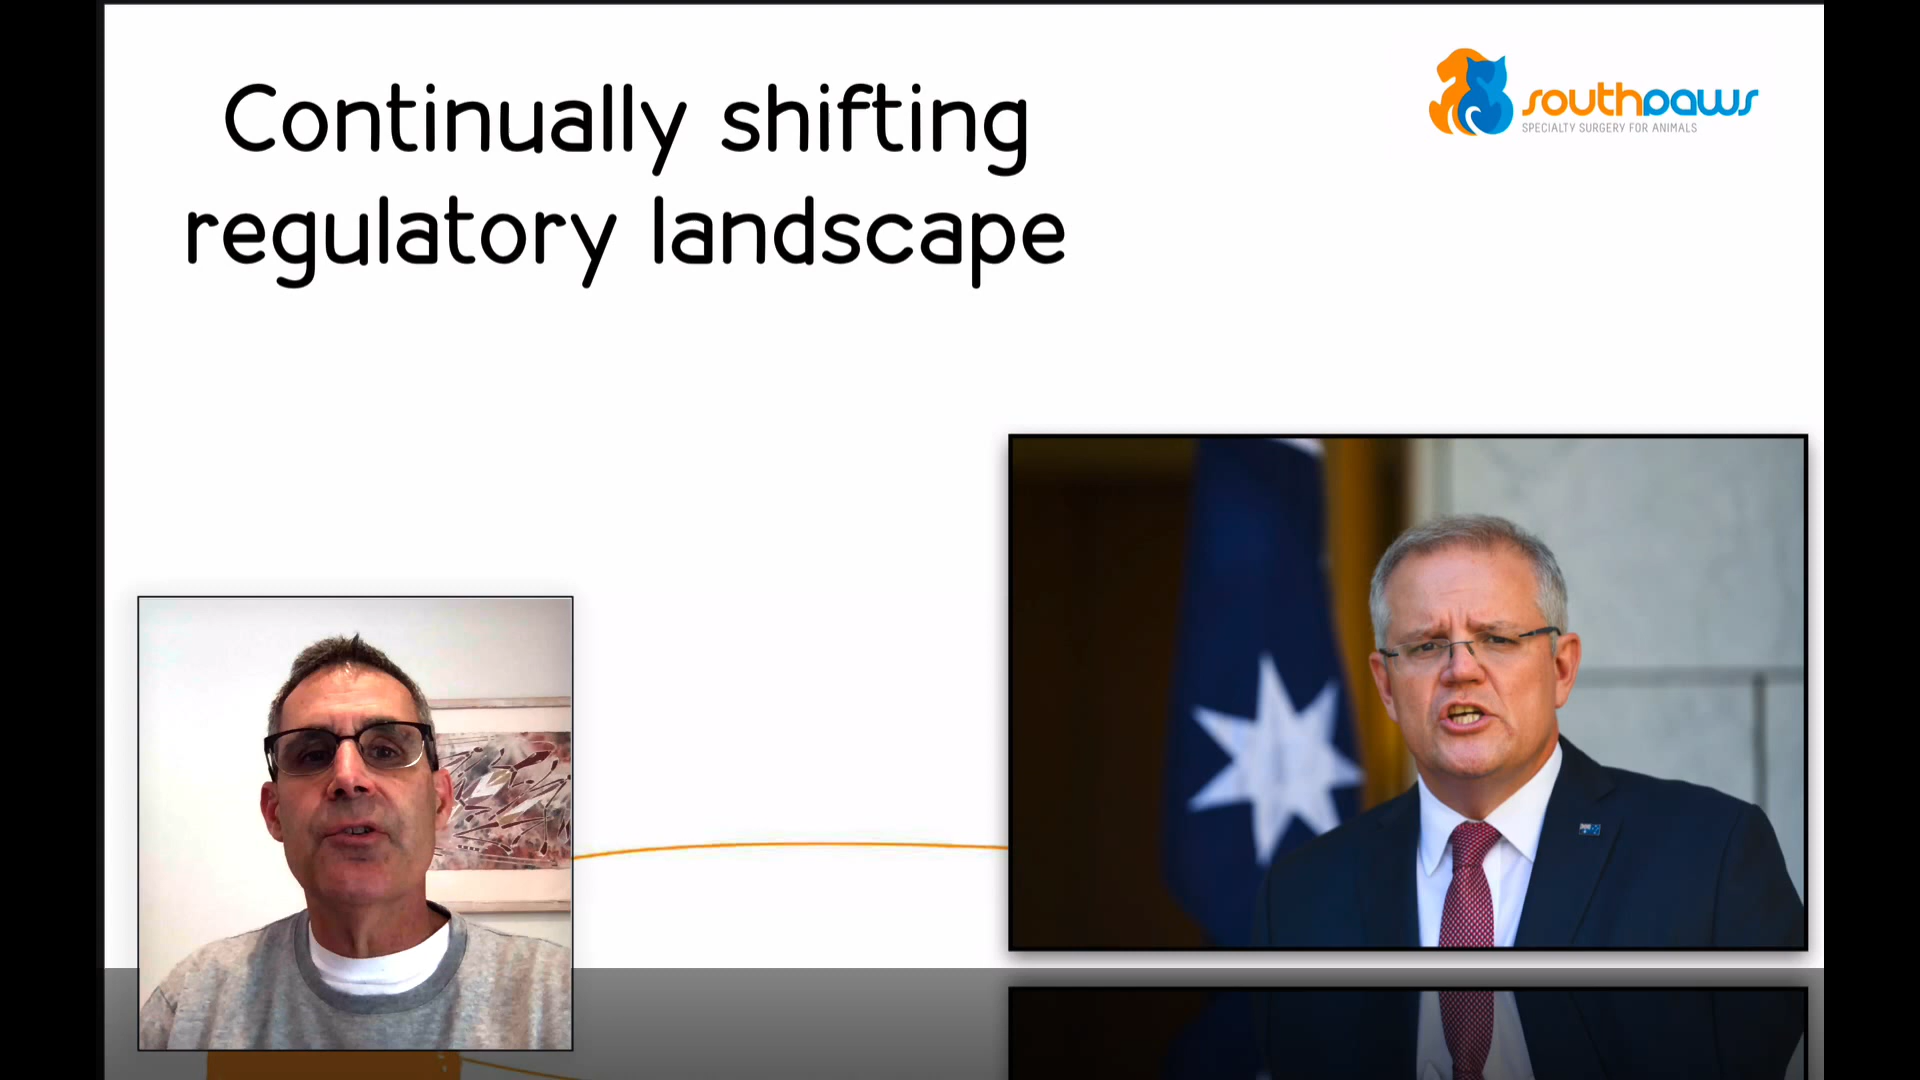 Continually shifting
regulatory landscape
southpaws
SPECIALTY SURGERY FOR ANIMALS